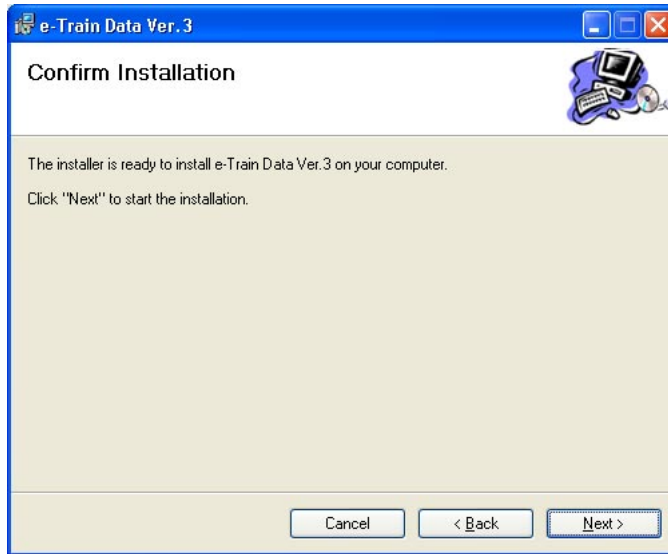 e-Train Data Ver.3
Confirm Installation
The installer is ready to install e-Train Data Ver.3 on your computer.
Click "Next" to start the installation.
Cancel
< Back
Next >